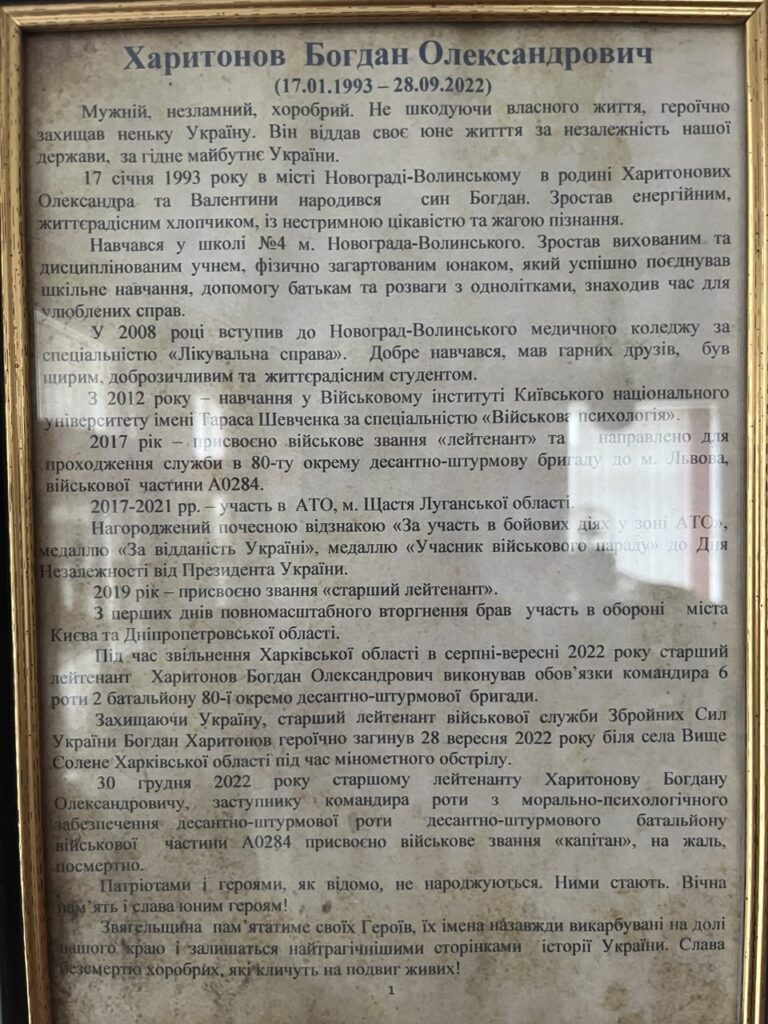 Харитонов Богдан Олександрович
(17.01.1993 – 28.09.2022)
Мужній, незламний, хоробрий. Не шкодуючи власного життя, героїчно
захищав неньку Україну. Він віддав своє юне житття за незалежність нашої
держави, за гідне майбутнє України.
17 січня 1993 року в місті Новограді-Волинському в родині Харитонових
Олександра та Валентини народився син Богдан. Зростав енергійним,
життєрадісним хлопчиком, із нестримною цікавістю та жагою пізнання.
Навчався у школі №4 м. Новограда-Волинського. Зростав вихованим та
дисциплінованим учнем, фізично загартованим юнаком, який успішно поєднував
шкільне навчання, допомогу батькам та розваги з однолітками, знаходив час для
улюблених справ.
У 2008 році вступив до Новоград-Волинського медичного коледжу за
спеціальністю «Лікувальна справа». Добре навчався, мав гарних друзів, був
щирим, доброзичливим та життєрадісним студентом.
З 2012 року – навчання у Військовому інституті Київського національного
університету імені Тараса Шевченка за спеціальністю «Військова психологія».
2017 рік – присвоєно військове звання «лейтенант» та направлено для
проходження служби в 80-ту окрему десантно-штурмову бригаду до м. Львова,
військової частини А0284.
2017-2021 рр. – участь в АТО, м. Щастя Луганської області.
Нагороджений почесною відзнакою «За участь в бойових діях у зоні АТО»,
медаллю «За відданість Україні», медаллю «Учасник військового параду» до Дня
Незалежності від Президента України.
2019 рік – присвоєно звання «старший лейтенант».
З перших днів повномасштабного вторгнення брав участь в обороні міста
Києва та Дніпропетровської області.
Під час звільнення Харківської області в серпні-вересні 2022 року старший
лейтенант Харитонов Богдан Олександрович виконував обов’язки командира 6
роти 2 батальйону 80-ї окремо десантно-штурмової бригади.
Захищаючи Україну, старший лейтенант військової служби Збройних Сил
України Богдан Харитонов героїчно загинув 28 вересня 2022 року біля села Вище
Солене Харківської області під час мінометного обстрілу.
30 грудня 2022 року старшому лейтенанту Харитонову Богдану
Олександровичу, заступнику командира роти з морально-психологічного
забезпечення десантно-штурмової роти десантно-штурмового батальйону
військової частини А0284 присвоєно військове звання «капітан», на жаль,
посмертно.
Патріотами і героями, як відомо, не народжуються. Ними стають. Вічна
пам’ять і слава юним героям!
Звягельщина пам’ятатиме своїх Героїв, їх імена назавжди викарбувані на долі
нашого краю і залишаться найтрагічнішими сторінками історії України. Слава
безсмертю хоробрих, які кличуть на подвиг живих!
1